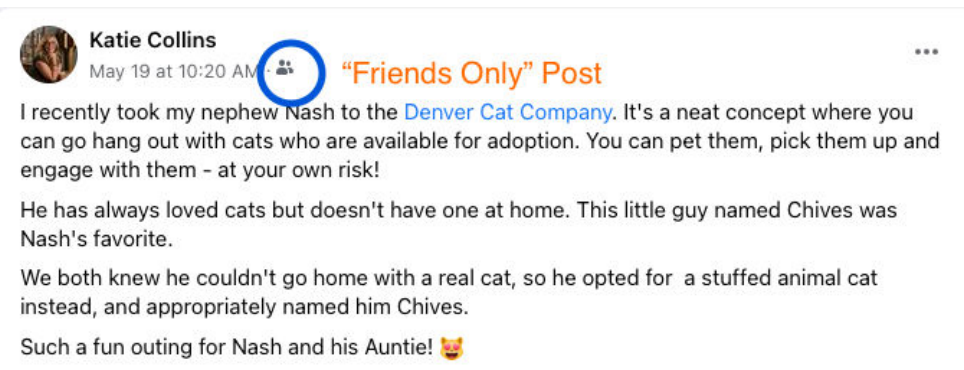 Katie Collins
May 19 at 10:20 AM ·
"Friends Only" Post
I recently took my nephew Nash to the Denver Cat Company. It's a neat concept where you
can go hang out with cats who are available for adoption. You can pet them, pick them up and
engage with them - at your own risk!
He has always loved cats but doesn't have one at home. This little guy named Chives was
Nash's favorite.
We both knew he couldn't go home with a real cat, so he opted for  a stuffed animal cat
instead, and appropriately named him Chives.
Such a fun outing for Nash and his Auntie! 😻